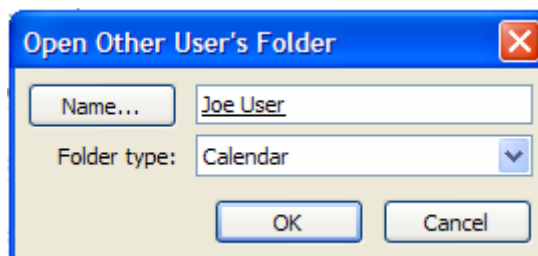 Open Other User's Folder
Name... Joe User
Folder type: Calendar
OK Cancel